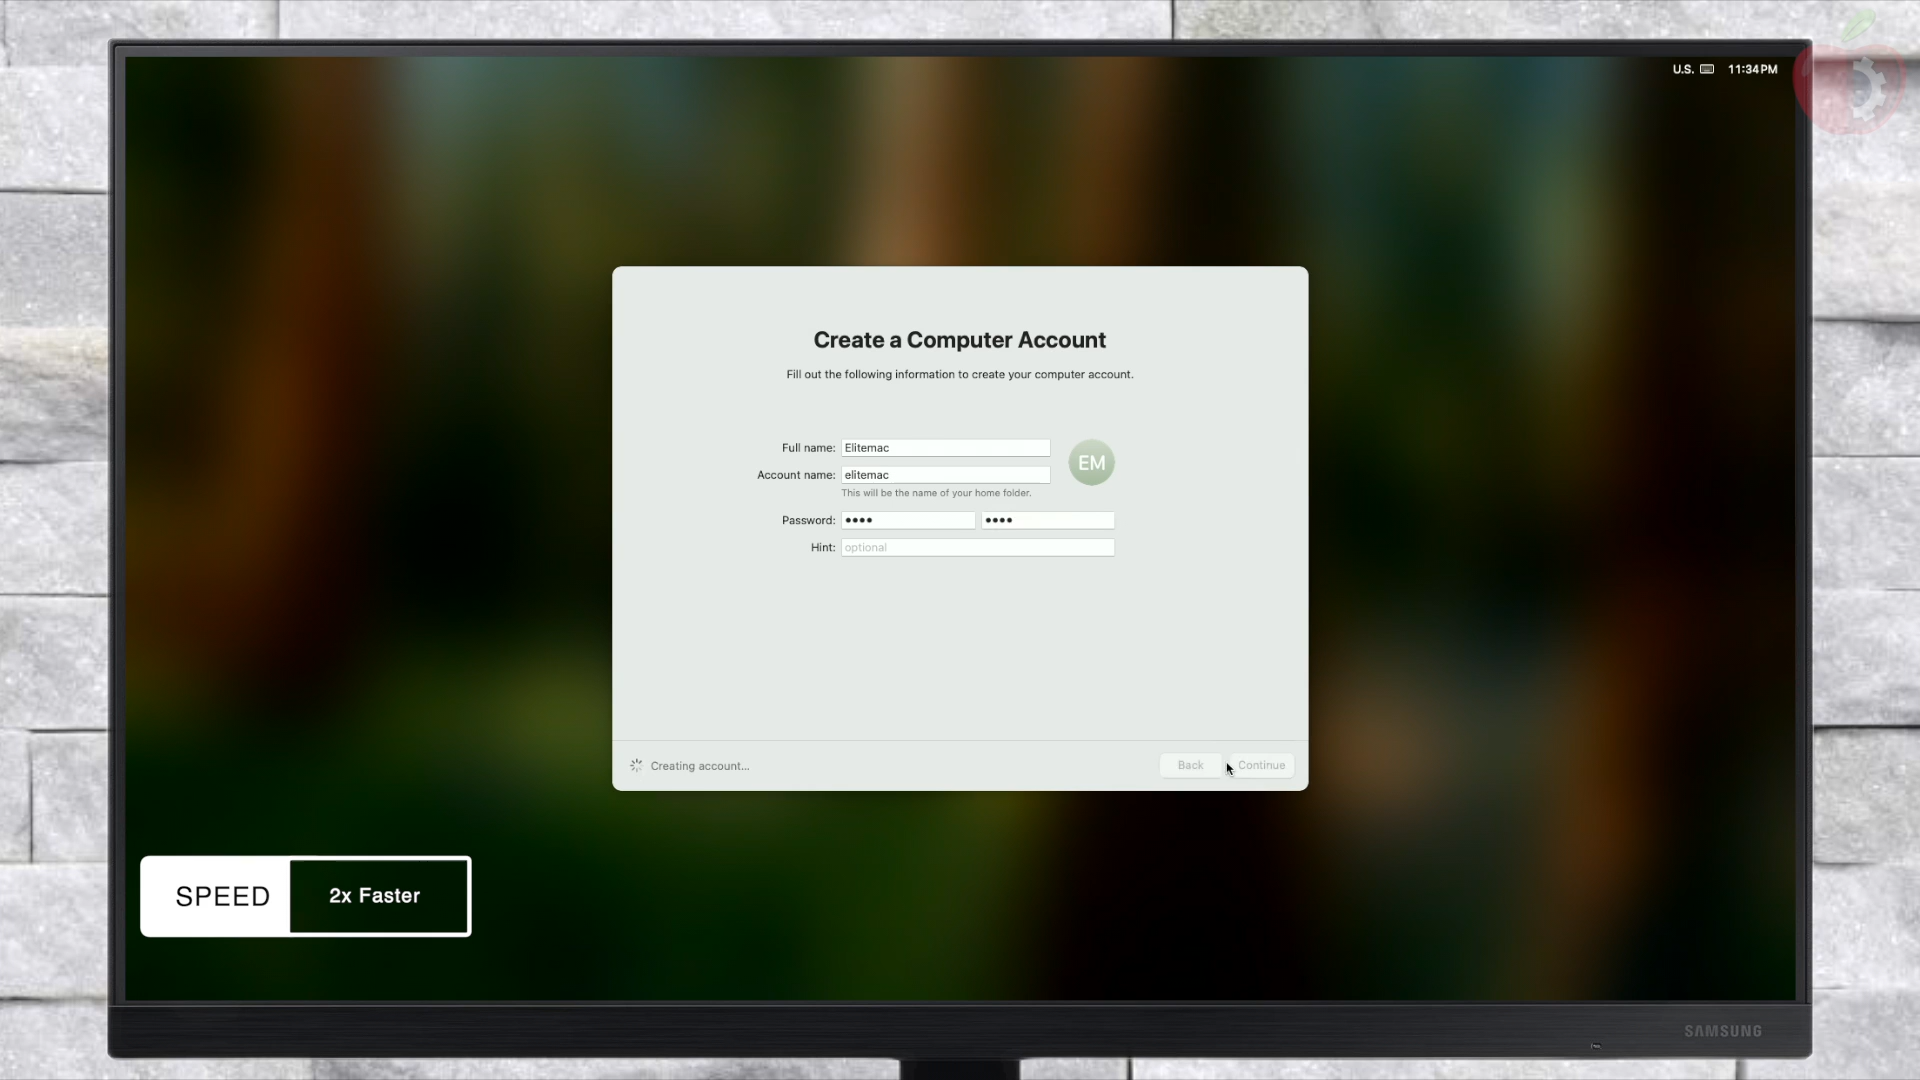 U.S. 11:34 PM
Create a Computer Account
Fill out the following information to create your computer account.
Full name: Elitemac
EM
Account name: elitemac
This will be the name of your home folder.
Password: •••• ••••
Hint: optional
Creating account...
Back Continue
SPEED 2x Faster
SAMSUNG